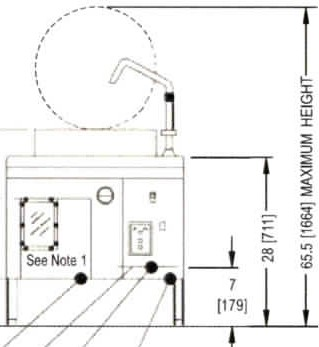 See Note 1
7
[179]
28 [711]
65.5 [1664] MAXIMUM HEIGHT